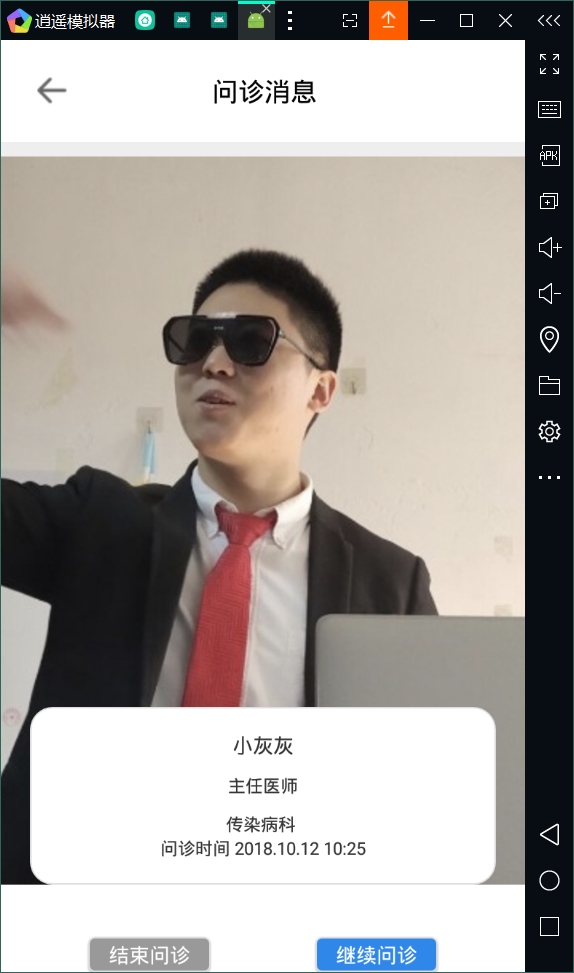 逍遥模拟器
APK
问诊消息
小灰灰
主任医师
传染病科
问诊时间 2018.10.12 10:25
结束问诊
继续问诊